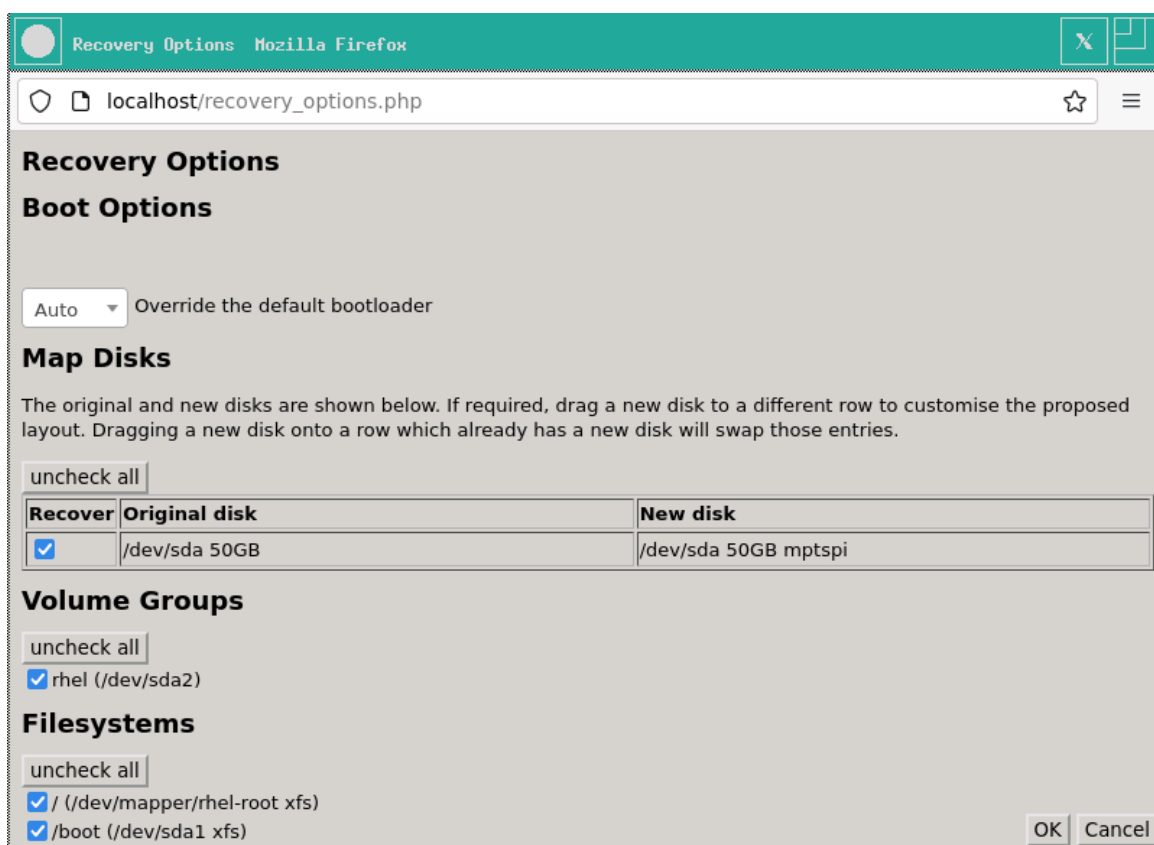 Recovery Options  Mozilla Firefox
X
localhost/recovery_options.php
Recovery Options
Boot Options
Auto Override the default bootloader
Map Disks
The original and new disks are shown below. If required, drag a new disk to a different row to customise the proposed
layout. Dragging a new disk onto a row which already has a new disk will swap those entries.
uncheck all
Recover Original disk New disk
/dev/sda 50GB /dev/sda 50GB mptspi
Volume Groups
uncheck all
rhel (/dev/sda2)
Filesystems
uncheck all
/ (/dev/mapper/rhel-root xfs)
/boot (/dev/sda1 xfs)
OK Cancel